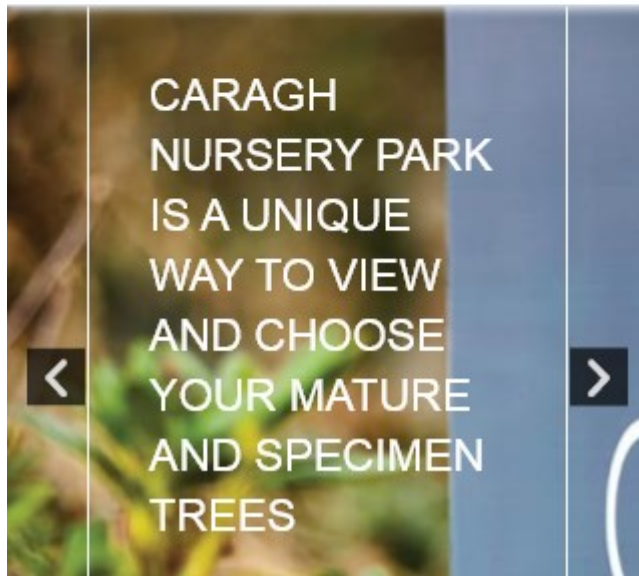 CARAGH
NURSERY PARK
IS A UNIQUE
WAY TO VIEW
AND CHOOSE
YOUR MATURE
AND SPECIMEN
TREES